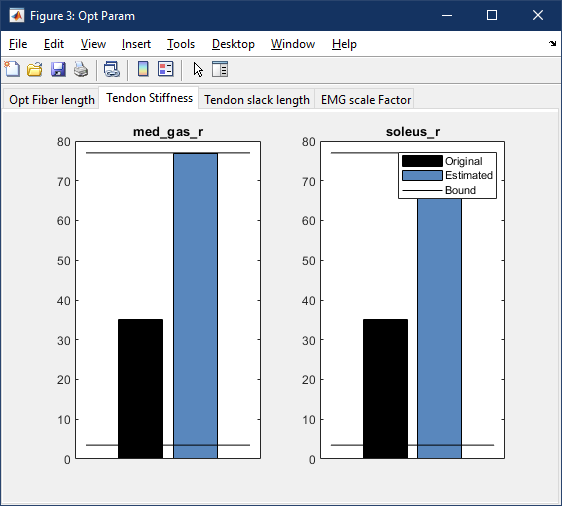 Figure 3: Opt Param
File Edit View Insert Tools Desktop Window Help
Opt Fiber length Tendon Stiffness Tendon slack length EMG scale Factor
med_gas_r
80
70
60
50
40
30
20
10
0
soleus_r
80
70
60
50
40
30
20
10
0
Original
Estimated
Bound